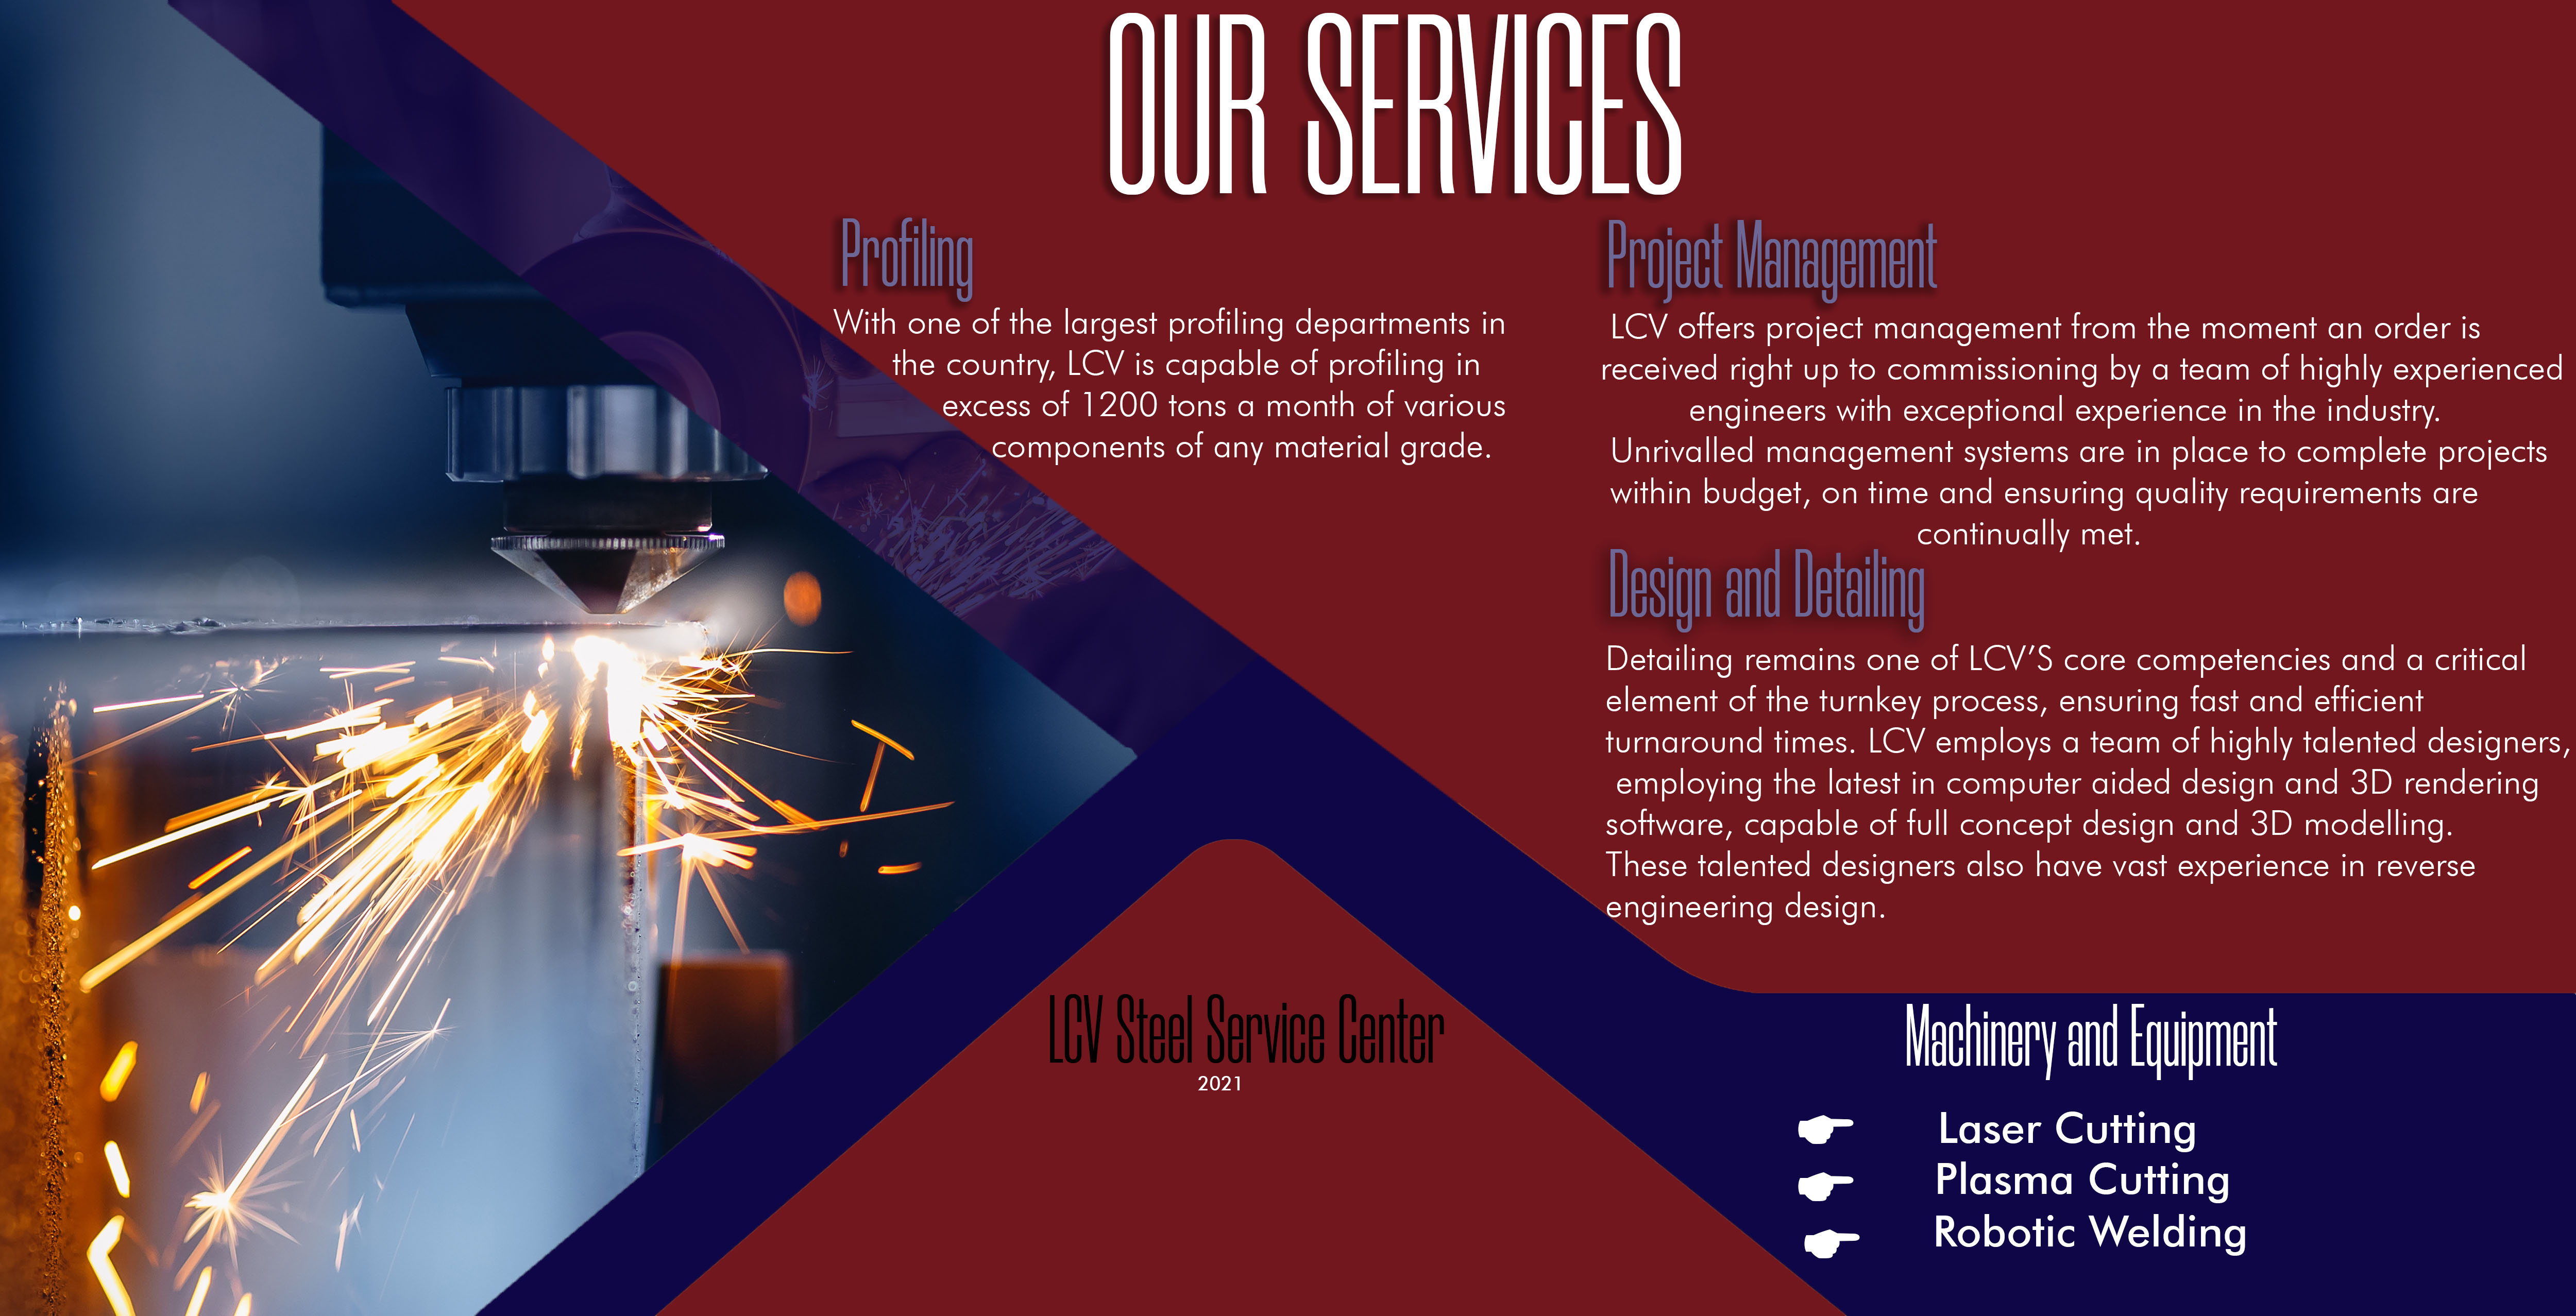 OUR SERVICES
Profiling
With one of the largest profiling departments in
the country, LCV is capable of profiling in
excess of 1200 tons a month of various
components of any material grade.
Project Management
LCV offers project management from the moment an order is
received right up to commissioning by a team of highly experienced
engineers with exceptional experience in the industry.
Unrivalled management systems are in place to complete projects
within budget, on time and ensuring quality requirements are
continually met.
Design and Detailing
Detailing remains one of LCV’S core competencies and a critical
element of the turnkey process, ensuring fast and efficient
turnaround times. LCV employs a team of highly talented designers,
employing the latest in computer aided design and 3D rendering
software, capable of full concept design and 3D modelling.
These talented designers also have vast experience in reverse
engineering design.
LCV Steel Service Center
2021
Machinery and Equipment
Laser Cutting
Plasma Cutting
Robotic Welding